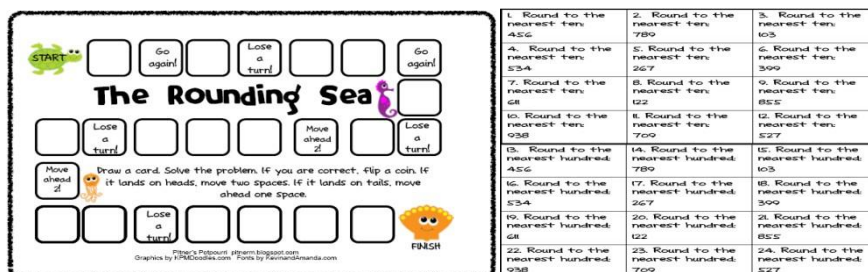 START
Go
again!
Lose
a
turn!
Go
again!
The Rounding Sea
Lose
a
turn!
Move
ahead
2!
Lose
a
turn!
Move
ahead
2!
Draw a card. Solve the problem. If you are correct, flip a coin. If
it lands on heads, move two spaces. If it lands on tails, move
ahead one space.
Lose
a
turn!
FINISH
Pitner's Potpourri pitnerm.blogspot.com
Graphics by KPMDoodles.com Fonts by KevinandAmanda.com
1. Round to the
nearest ten:
456
2. Round to the
nearest ten:
789
3. Round to the
nearest ten:
103
4. Round to the
nearest ten:
534
5. Round to the
nearest ten:
267
6. Round to the
nearest ten:
399
7. Round to the
nearest ten:
611
8. Round to the
nearest ten:
122
9. Round to the
nearest ten:
855
10. Round to the
nearest ten:
938
11. Round to the
nearest ten:
709
12. Round to the
nearest ten:
527
13. Round to the
nearest hundred:
456
14. Round to the
nearest hundred:
789
15. Round to the
nearest hundred:
103
16. Round to the
nearest hundred:
534
17. Round to the
nearest hundred:
267
18. Round to the
nearest hundred:
399
19. Round to the
nearest hundred:
611
20. Round to the
nearest hundred:
122
21. Round to the
nearest hundred:
855
22. Round to the
nearest hundred:
938
23. Round to the
nearest hundred:
709
24. Round to the
nearest hundred:
527